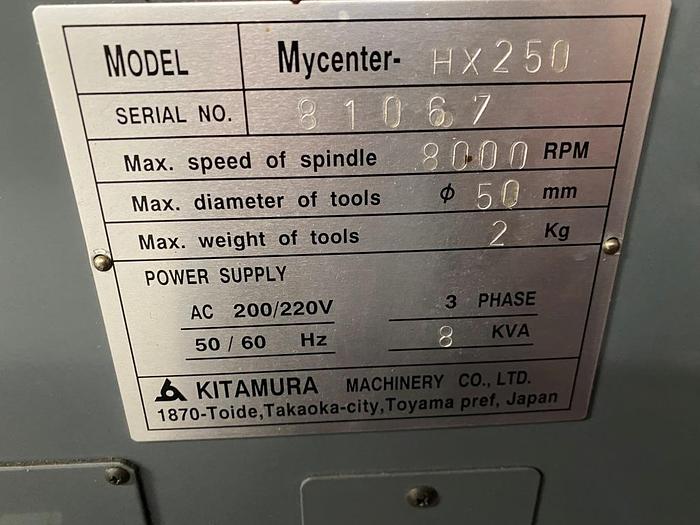 MODEL Mycenter- HX250
SERIAL NO. 81067
Max. speed of spindle 8000 RPM
Max. diameter of tools ϕ 50 mm
Max. weight of tools 2 Kg
POWER SUPPLY
AC 200/220V 3 PHASE
50/60 Hz 8 KVA
KITAMURA MACHINERY CO., LTD.
1870-Toide,Takaoka-city,Toyama pref, Japan